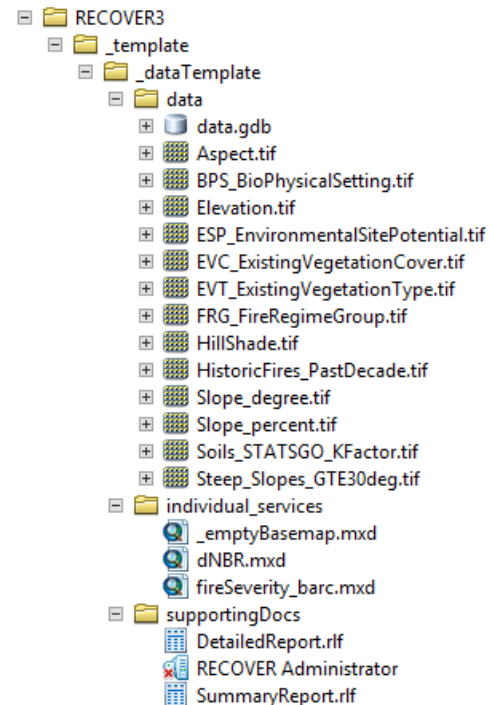 RECOVER3
_template
_dataTemplate
data
data.gdb
Aspect.tif
BPS_BioPhysicalSetting.tif
Elevation.tif
ESP_EnvironmentalSitePotential.tif
EVC_ExistingVegetationCover.tif
EVT_ExistingVegetationType.tif
FRG_FireRegimeGroup.tif
HillShade.tif
HistoricFires_PastDecade.tif
Slope_degree.tif
Slope_percent.tif
Soils_STATSGO_KFactor.tif
Steep_Slopes_GTE30deg.tif
individual_services
_emptyBasemap.mxd
dNBR.mxd
fireSeverity_barc.mxd
supportingDocs
DetailedReport.rlf
RECOVER Administrator
SummaryReport.rlf